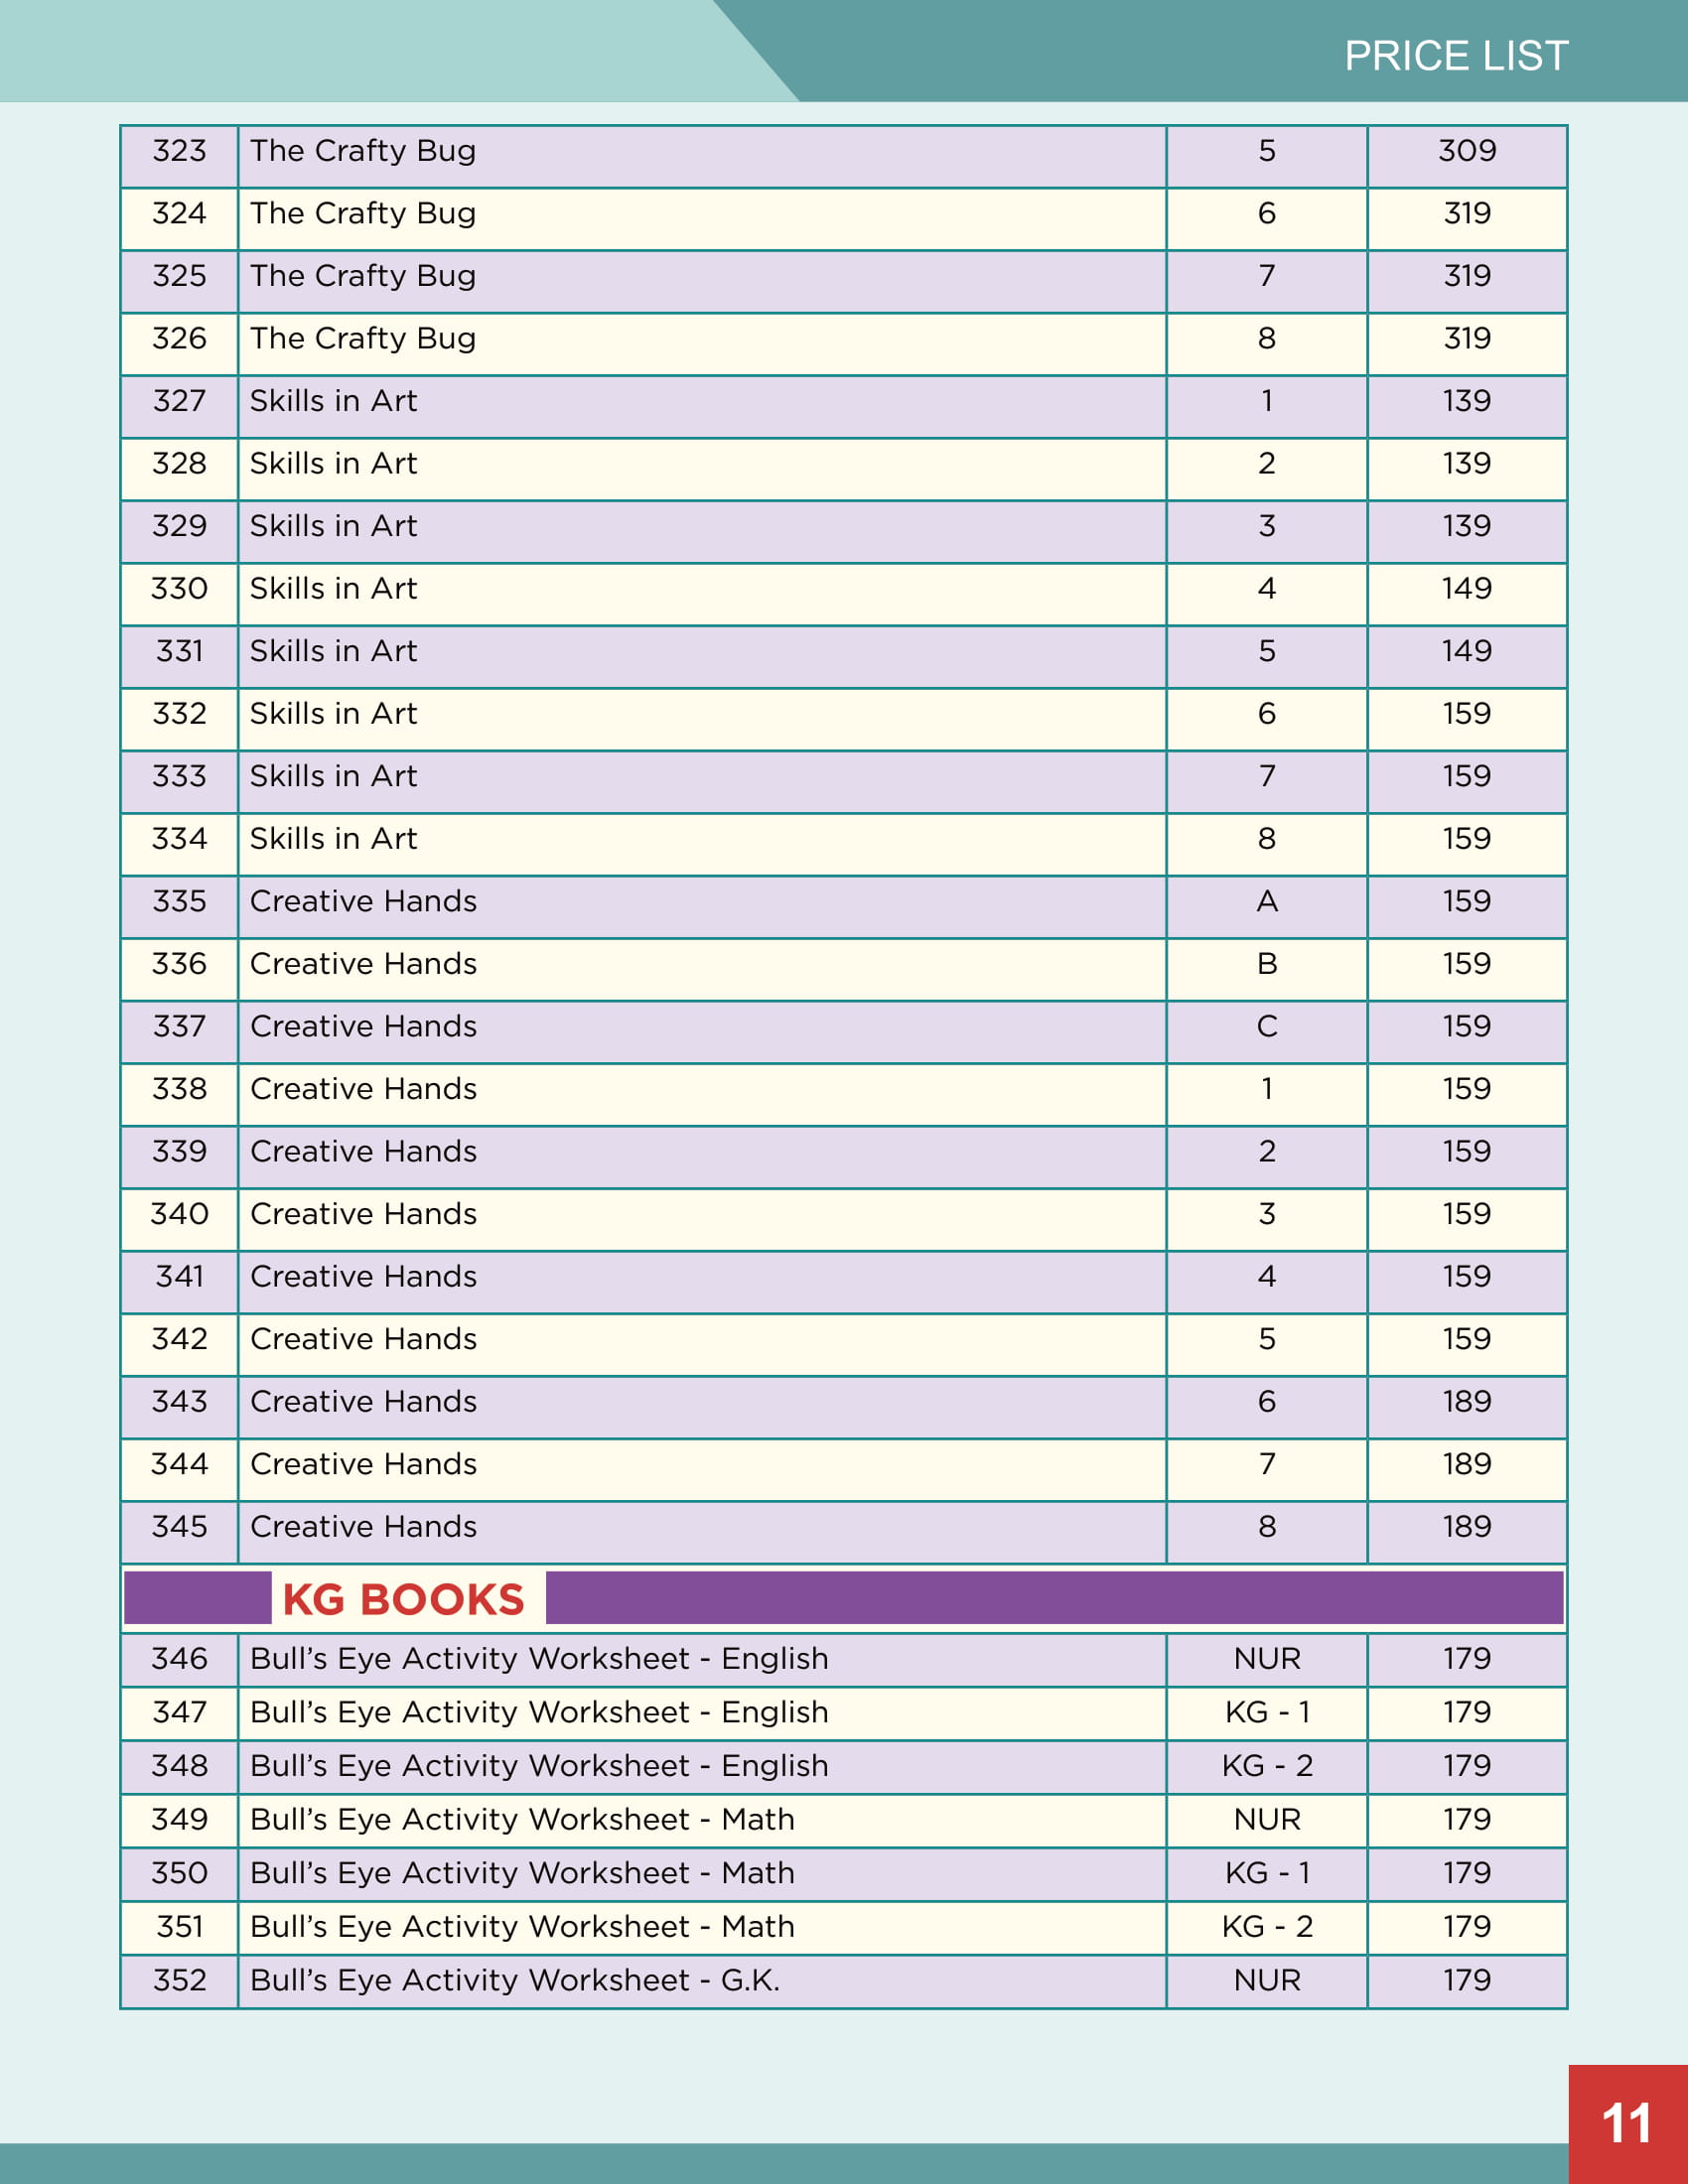 PRICE LIST
323 The Crafty Bug 5 309
324 The Crafty Bug 6 319
325 The Crafty Bug 7 319
326 The Crafty Bug 8 319
327 Skills in Art 1 139
328 Skills in Art 2 139
329 Skills in Art 3 139
330 Skills in Art 4 149
331 Skills in Art 5 149
332 Skills in Art 6 159
333 Skills in Art 7 159
334 Skills in Art 8 159
335 Creative Hands A 159
336 Creative Hands B 159
337 Creative Hands C 159
338 Creative Hands 1 159
339 Creative Hands 2 159
340 Creative Hands 3 159
341 Creative Hands 4 159
342 Creative Hands 5 159
343 Creative Hands 6 189
344 Creative Hands 7 189
345 Creative Hands 8 189
KG BOOKS
346 Bull’s Eye Activity Worksheet - English NUR 179
347 Bull’s Eye Activity Worksheet - English KG - 1 179
348 Bull’s Eye Activity Worksheet - English KG - 2 179
349 Bull’s Eye Activity Worksheet - Math NUR 179
350 Bull’s Eye Activity Worksheet - Math KG - 1 179
351 Bull’s Eye Activity Worksheet - Math KG - 2 179
352 Bull’s Eye Activity Worksheet - G.K. NUR 179
11